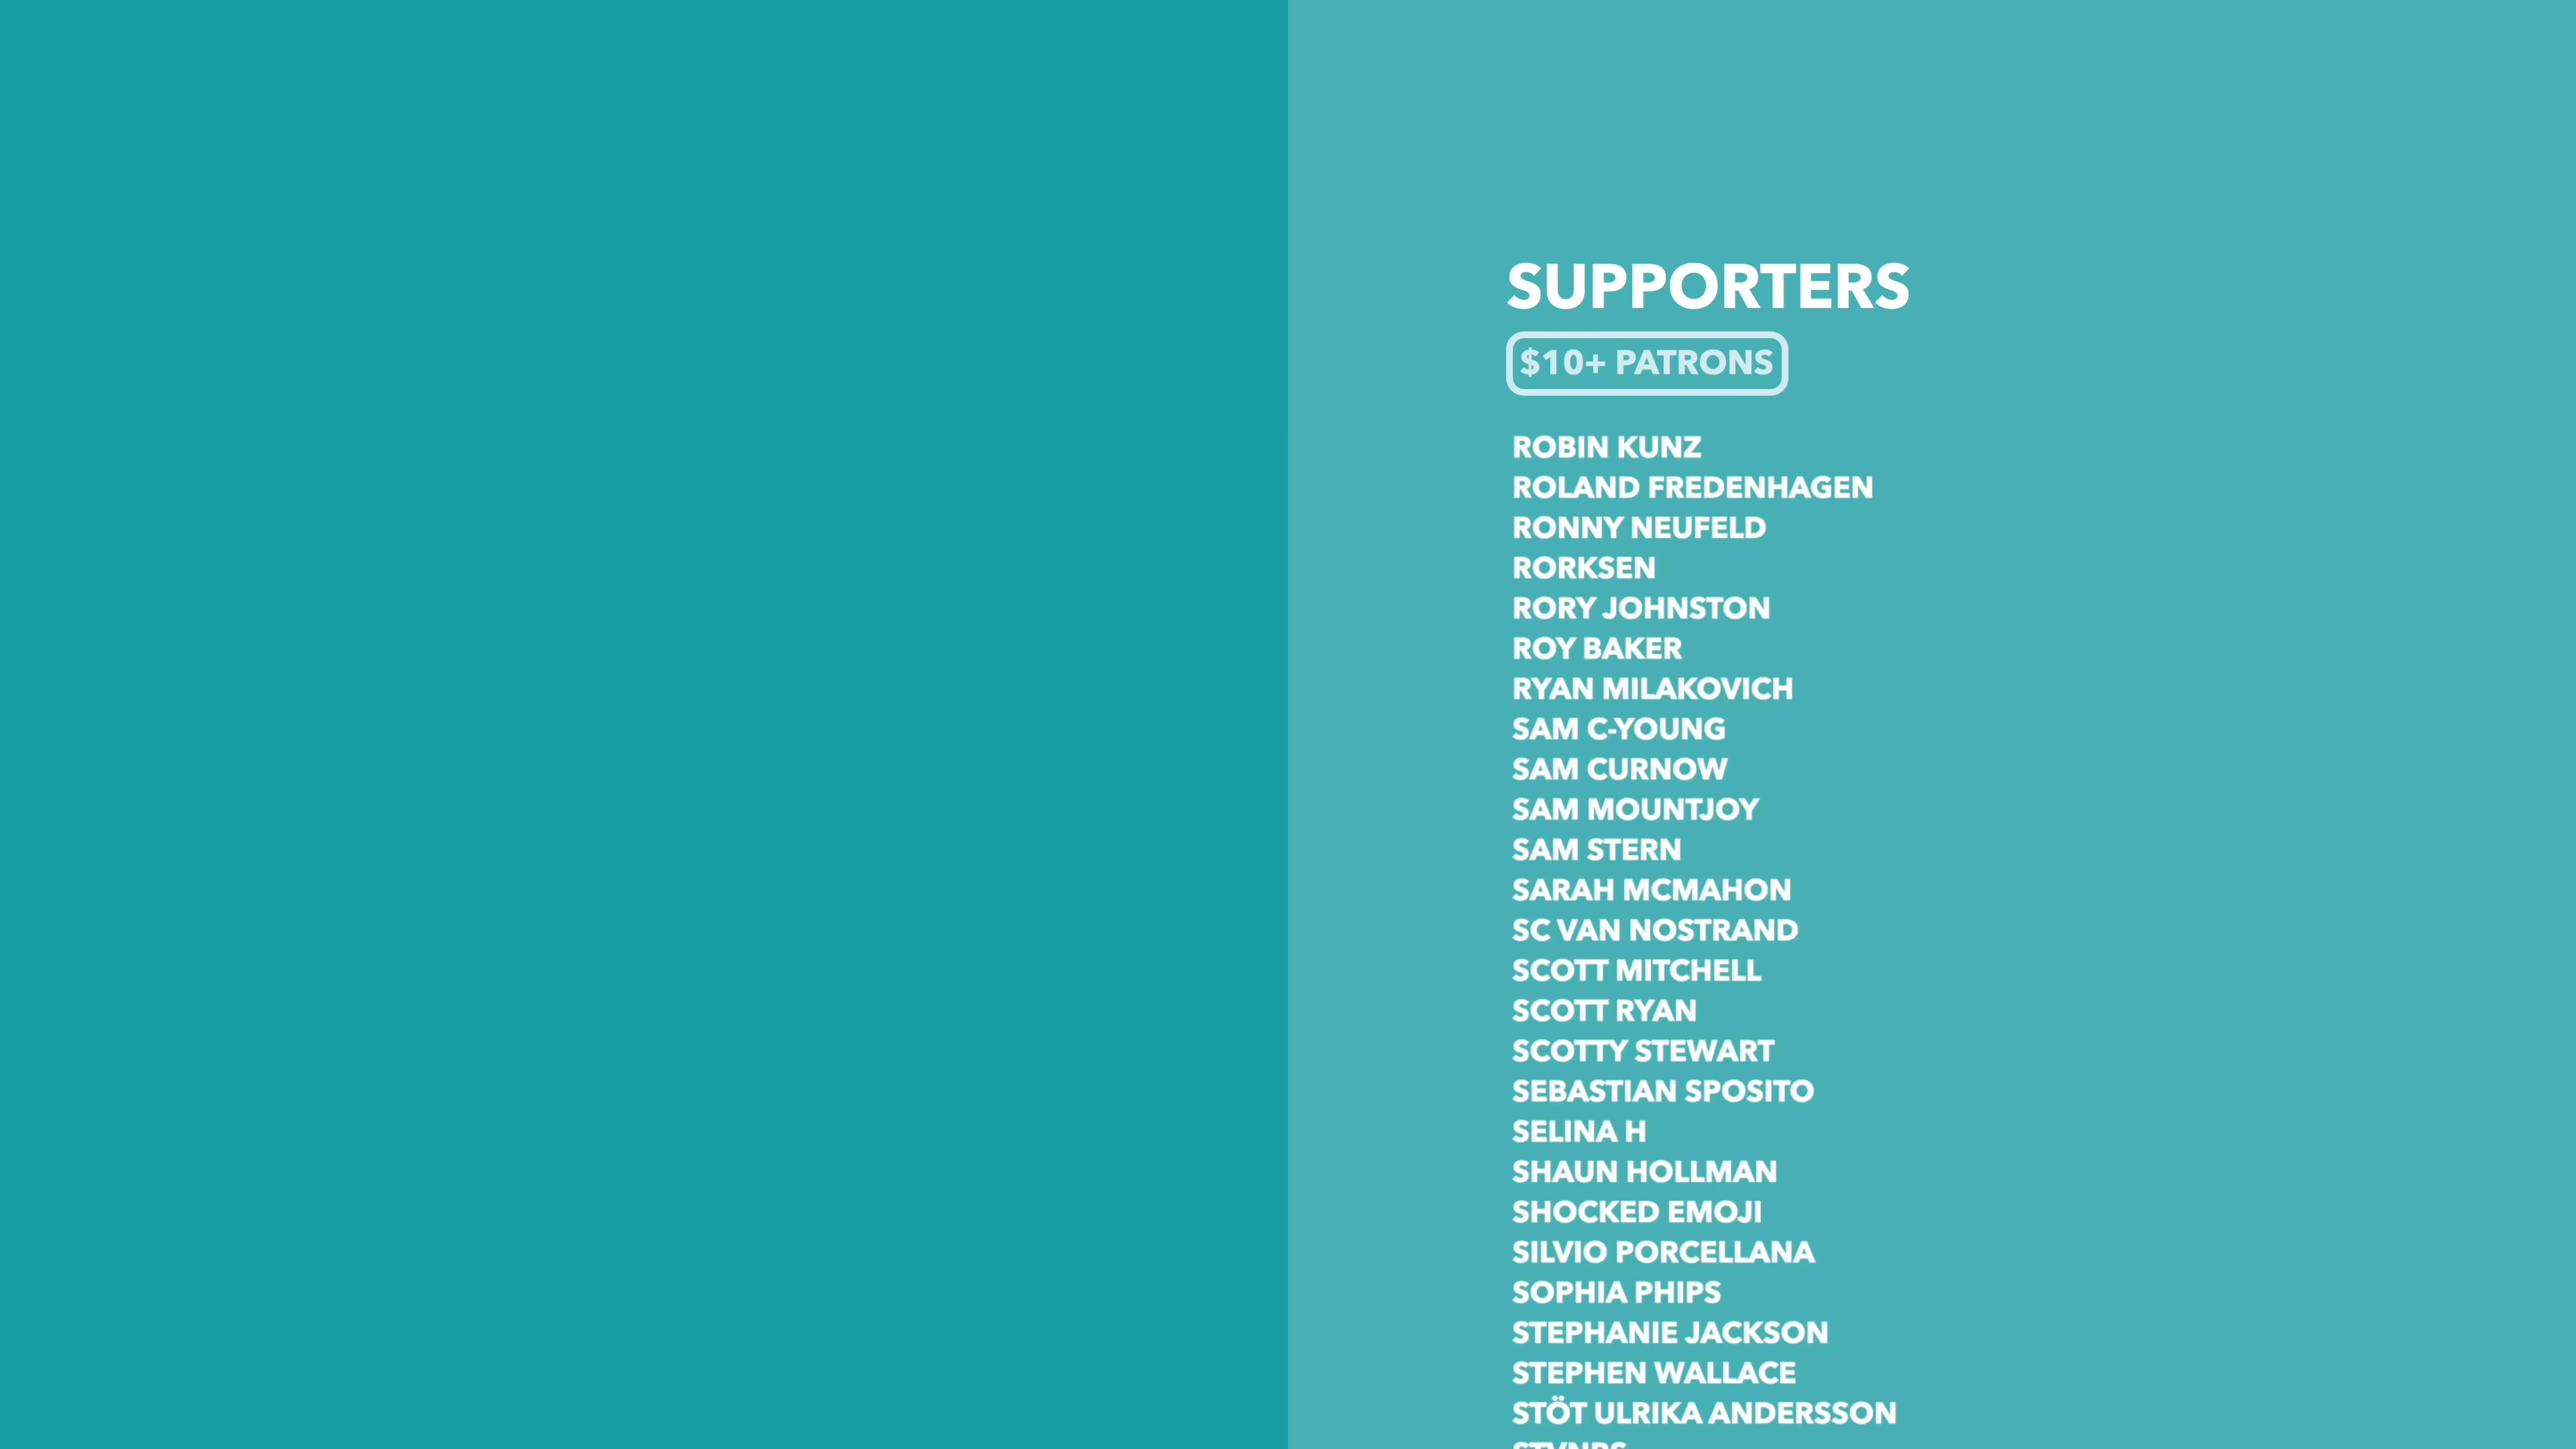 SUPPORTERS
$10+ PATRONS
ROBIN KUNZ
ROLAND FREDENHAGEN
RONNY NEUFELD
RORKSEN
RORY JOHNSTON
ROY BAKER
RYAN MILAKOVICH
SAM C-YOUNG
SAM CURNOW
SAM MOUNTJOY
SAM STERN
SARAH MCMAHON
SC VAN NOSTRAND
SCOTT MITCHELL
SCOTT RYAN
SCOTTY STEWART
SEBASTIAN SPOSITO
SELINA H
SHAUN HOLLMAN
SHOCKED EMOJI
SILVIO PORCELLANA
SOPHIA PHIPS
STEPHANIE JACKSON
STEPHEN WALLACE
STÖT ULRIKA ANDERSSON